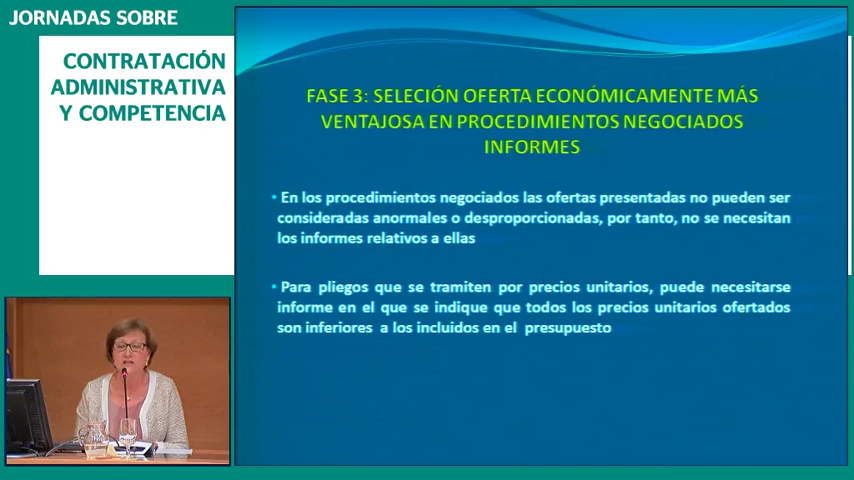 JORNADAS SOBRE
CONTRATACIÓN
ADMINISTRATIVA
Y COMPETENCIA
FASE 3: SELECIÓN OFERTA ECONÓMICAMENTE MÁS
VENTAJOSA EN PROCEDIMIENTOS NEGOCIADOS
INFORMES
• En los procedimientos negociados las ofertas presentadas no pueden ser
consideradas anormales o desproporcionadas, por tanto, no se necesitan
los informes relativos a ellas
• Para pliegos que se tramiten por precios unitarios, puede necesitarse
informe en el que se indique que todos los precios unitarios ofertados
son inferiores a los incluidos en el presupuesto